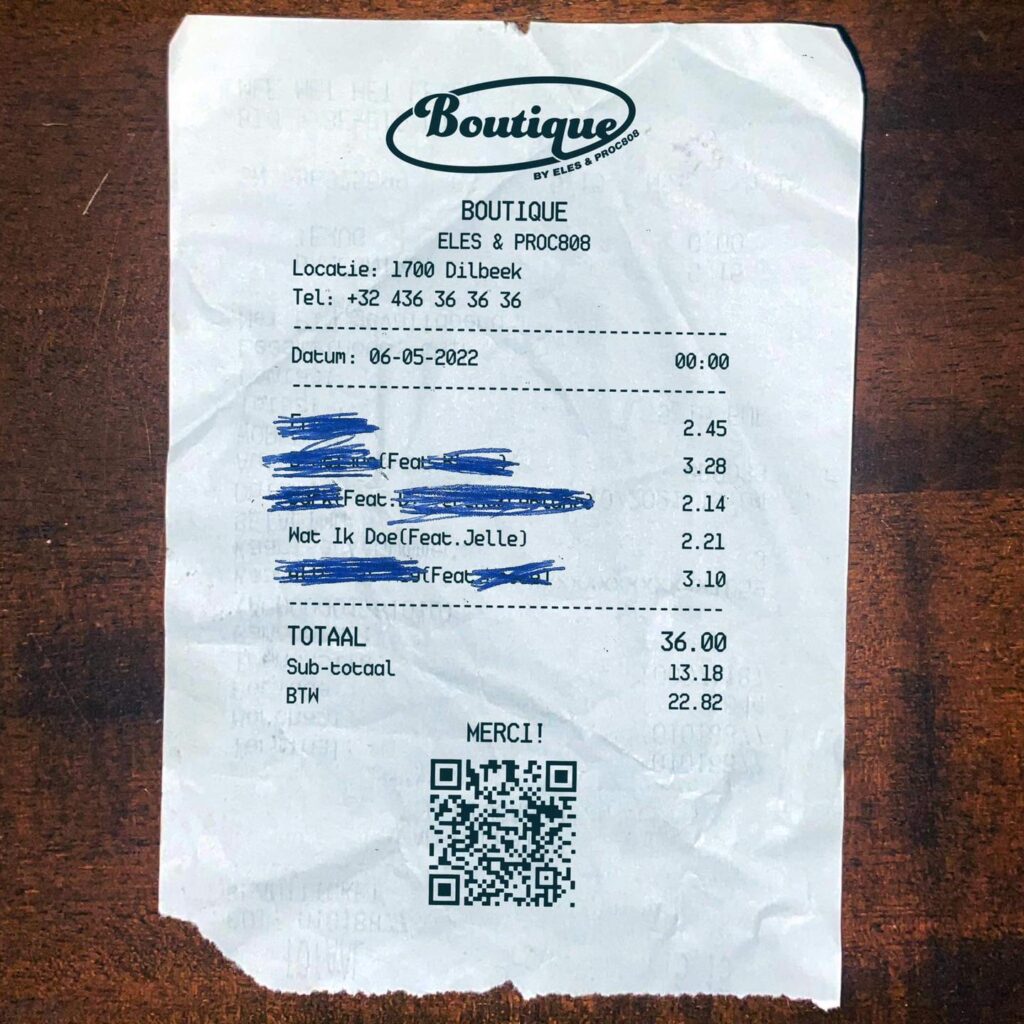 Boutique
BY ELES & PROC808
BOUTIQUE
ELES & PROC808
Locatie: 1700 Dilbeek
Tel: +32 436 36 36 36
Datum: 06-05-2022 00:00
2.45
(Feat. 3.28
(Feat. 2.14
Wat Ik Doe(Feat.Jelle) 2.21
(Feat 3.10
TOTAAL 36.00
Sub-totaal 13.18
BTW 22.82
MERCI!